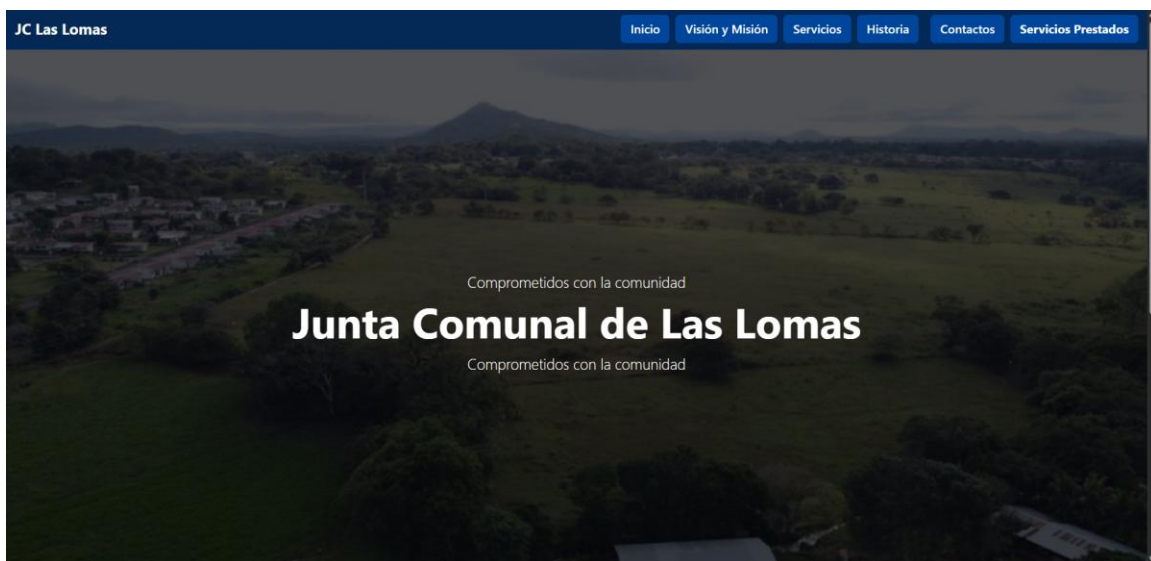 JC Las Lomas
Inicio Visión y Misión Servicios Historia Contactos Servicios Prestados
Comprometidos con la comunidad
Junta Comunal de Las Lomas
Comprometidos con la comunidad